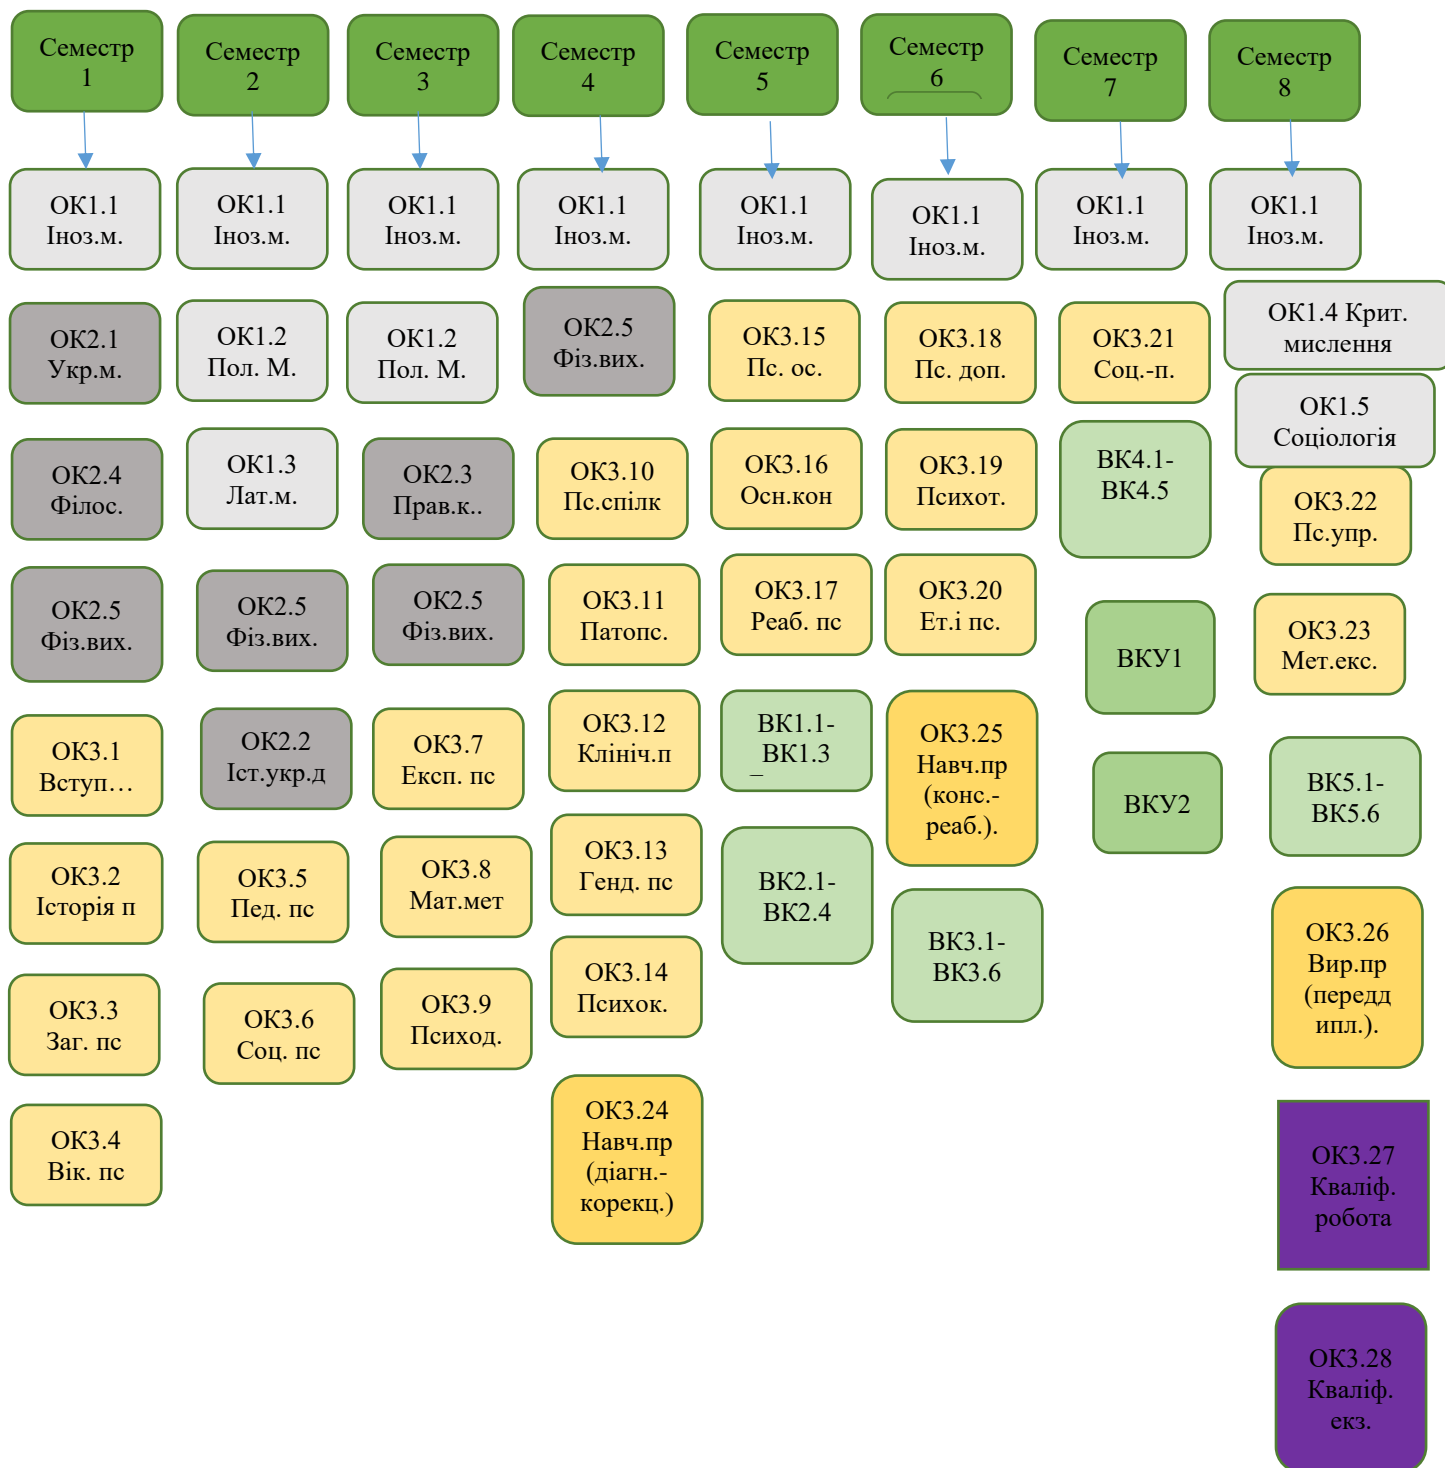 Семестр
1
Семестр
2
Семестр
3
Семестр
4
Семестр
5
Семестр
6
Семестр
7
Семестр
8
ОК1.1
Іноз.м.
ОК1.1
Іноз.м.
ОК1.1
Іноз.м.
ОК1.1
Іноз.м.
ОК1.1
Іноз.м.
ОК1.1
Іноз.м.
ОК1.1
Іноз.м.
ОК1.1
Іноз.м.
ОК2.1
Укр.м.
ОК1.2
Пол. М.
ОК1.2
Пол. М.
ОК2.5
Фіз.вих.
ОК3.15
Пс. ос.
ОК3.18
Пс. доп.
ОК3.21
Соц.-п.
ОК1.4 Крит.
мислення
ОК1.5
Соціологія
ОК2.4
Філос.
ОК1.3
Лат.м.
ОК2.3
Прав.к..
ОК3.10
Пс.спілк
ОК3.16
Осн.кон
ОК3.19
Психот.
ВК4.1-
ВК4.5
ОК3.22
Пс.упр.
ОК2.5
Фіз.вих.
ОК2.5
Фіз.вих.
ОК2.5
Фіз.вих.
ОК3.11
Патопс.
ОК3.17
Реаб. пс
ОК3.20
Ет.і пс.
ВКУ1
ОК3.23
Мет.екс.
ОК3.1
Вступ…
ОК2.2
Іст.укр.д
ОК3.7
Експ. пс
ОК3.12
Клініч.п
ВК1.1-
ВК1.3
ОК3.25
Навч.пр
(конс.-
реаб.).
ВКУ2
ВК5.1-
ВК5.6
ОК3.2
Історія п
ОК3.5
Пед. пс
ОК3.8
Мат.мет
ОК3.13
Генд. пс
ВК2.1-
ВК2.4
ВК3.1-
ВК3.6
ОК3.26
Вир.пр
(передд
ипл.).
ОК3.3
Заг. пс
ОК3.6
Соц. пс
ОК3.9
Психод.
ОК3.14
Психок.
ОК3.4
Вік. пс
ОК3.24
Навч.пр
(діагн.-
корекц.)
ОК3.27
Кваліф.
робота
ОК3.28
Кваліф.
екз.